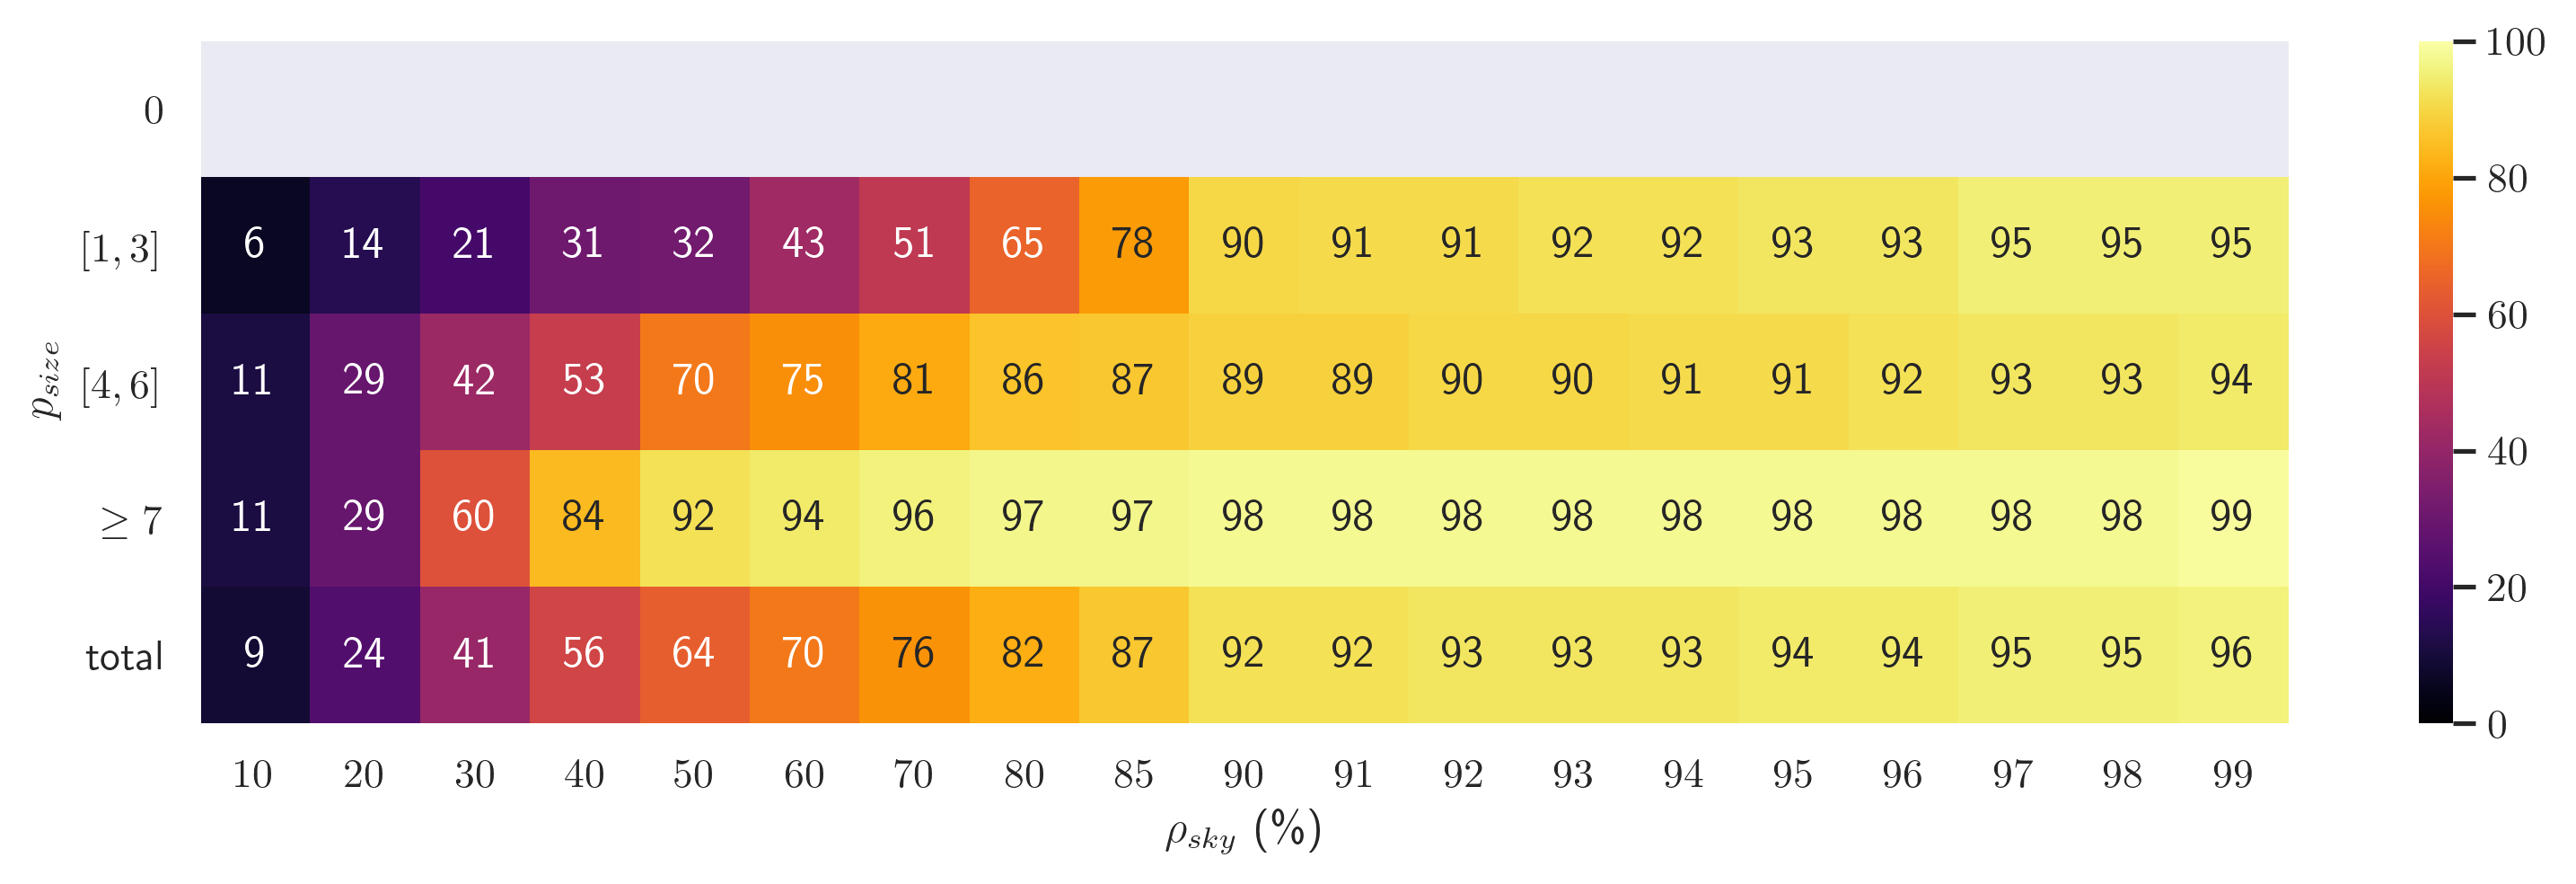 0
[1, 3] 6 14 21 31 32 43 51 65 78 90 91 91 92 92 93 93 95 95 95
[4, 6] 11 29 42 53 70 75 81 86 87 89 89 90 90 91 91 92 93 93 94
≥ 7 11 29 60 84 92 94 96 97 97 98 98 98 98 98 98 98 98 98 99
total 9 24 41 56 64 70 76 82 87 92 92 93 93 93 94 94 95 95 96
10 20 30 40 50 60 70 80 85 90 91 92 93 94 95 96 97 98 99
ρsky (%)
psize
100
80
60
40
20
0